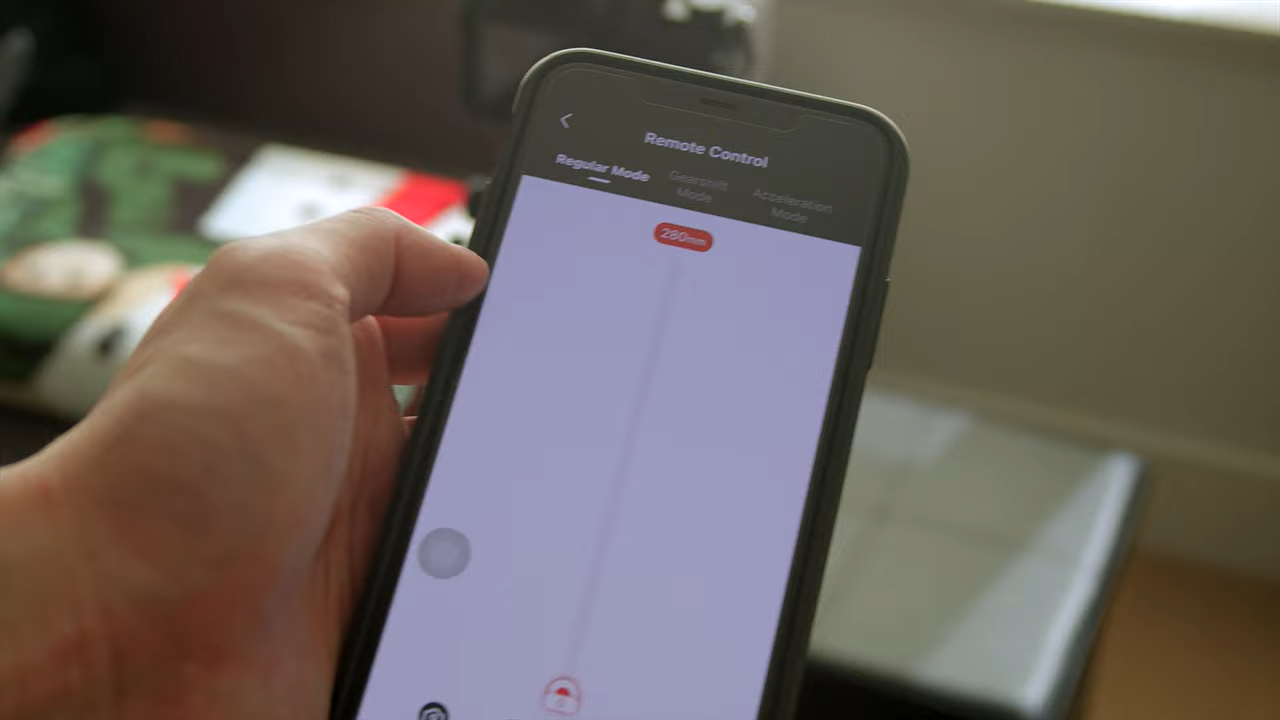 Remote Control
Regular Mode
Gearshift
Mode
Acceleration
Mode
280mm